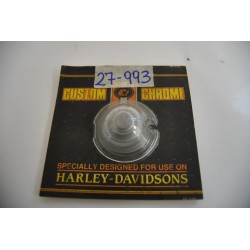 27-993
CUSTOM CHROME
SPECIALLY DESIGNED FOR USE ON
HARLEY-DAVIDSONS